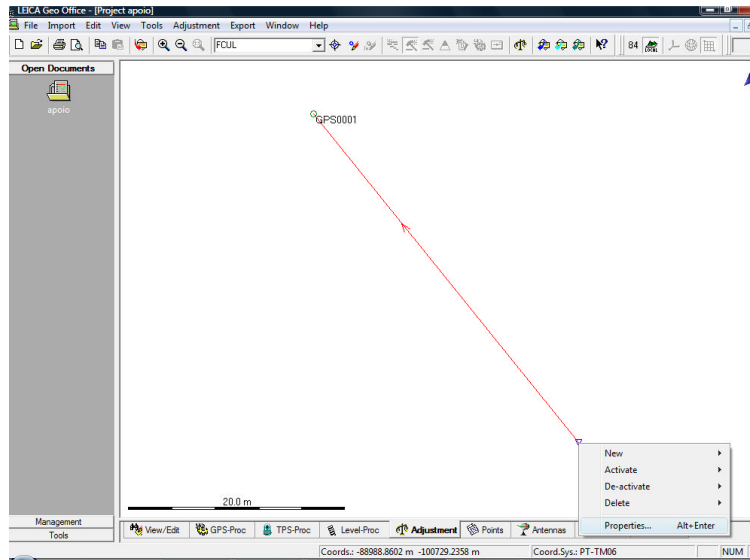 LEICA Geo Office - [Project apoio]
File Import Edit View Tools Adjustment Export Window Help
FCUL
84
LOCAL
Open Documents
apoio
GPS0001
New
Activate
De-activate
Delete
Properties... Alt+Enter
20.0 m
Management
Tools
View/Edit GPS-Proc TPS-Proc Level-Proc Adjustment Points Antennas
Coords.: -88988.8602 m -100729.2358 m Coord.Sys.: PT-TM06 NUM